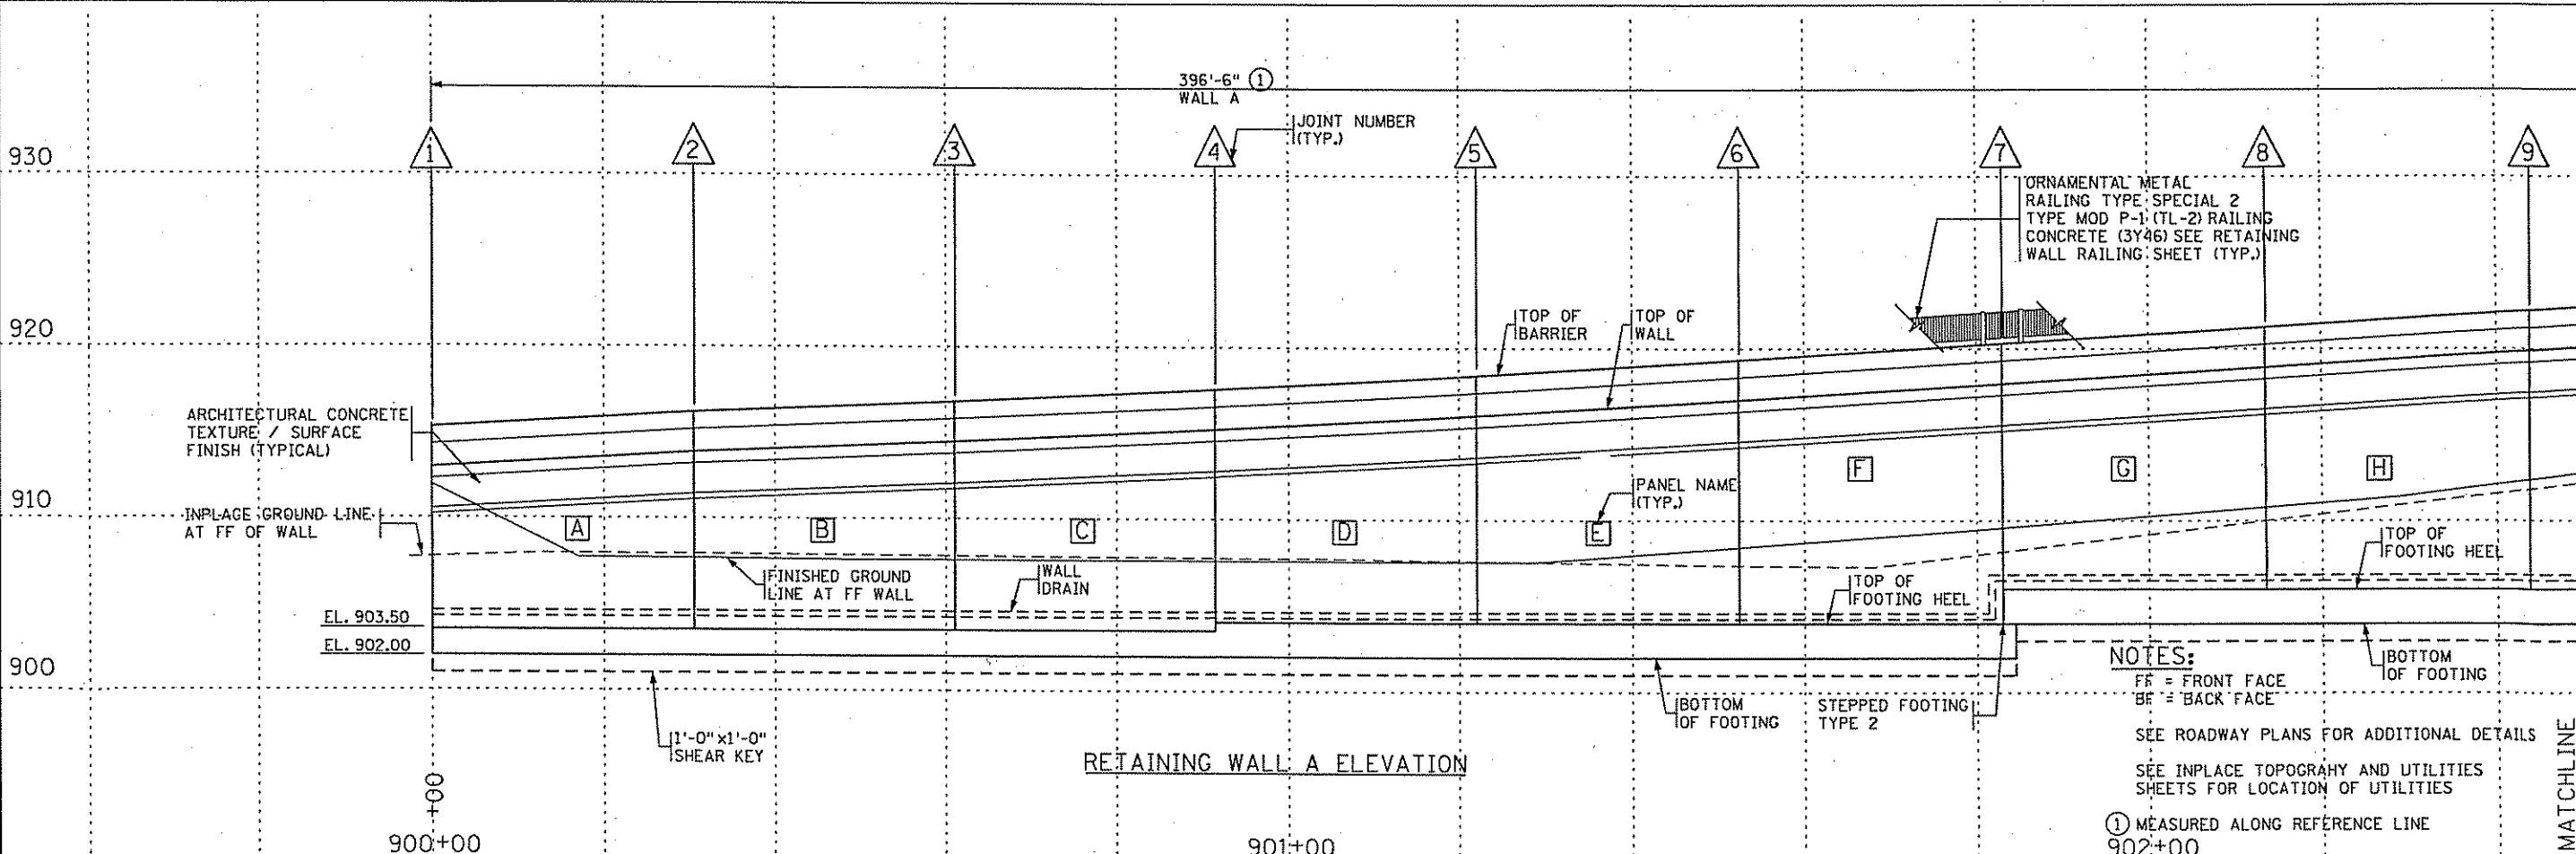 396'-6" ①
WALL A
JOINT NUMBER
(TYP.)
930
1
2
3
4
5
6
7
8
9
ORNAMENTAL METAL
RAILING TYPE SPECIAL 2
TYPE MOD P-1 (TL-2) RAILING
CONCRETE (3Y46) SEE RETAINING
WALL RAILING SHEET (TYP.)
920
TOP OF
BARRIER
TOP OF
WALL
ARCHITECTURAL CONCRETE
TEXTURE / SURFACE
FINISH (TYPICAL)
910
INPLACE GROUND LINE
AT FF OF WALL
A
B
C
D
E
F
G
H
PANEL NAME
(TYP.)
FINISHED GROUND
LINE AT FF WALL
WALL
DRAIN
TOP OF
FOOTING HEEL
TOP OF
FOOTING HEEL
EL. 903.50
EL. 902.00
900
1'-0"x1'-0"
SHEAR KEY
BOTTOM
OF FOOTING
STEPPED FOOTING
TYPE 2
BOTTOM
OF FOOTING
RETAINING WALL A ELEVATION
NOTES:
FF = FRONT FACE
BF = BACK FACE
SEE ROADWAY PLANS FOR ADDITIONAL DETAILS
SEE INPLACE TOPOGRAHY AND UTILITIES
SHEETS FOR LOCATION OF UTILITIES
① MEASURED ALONG REFERENCE LINE
MATCHLINE
+00
900+00
901+00
902+00